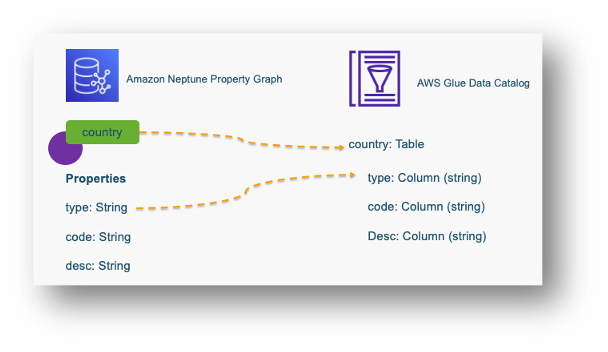 Amazon Neptune Property Graph
AWS Glue Data Catalog
country
country: Table
Properties
type: Column (string)
type: String
code: Column (string)
code: String
Desc: Column (string)
desc: String